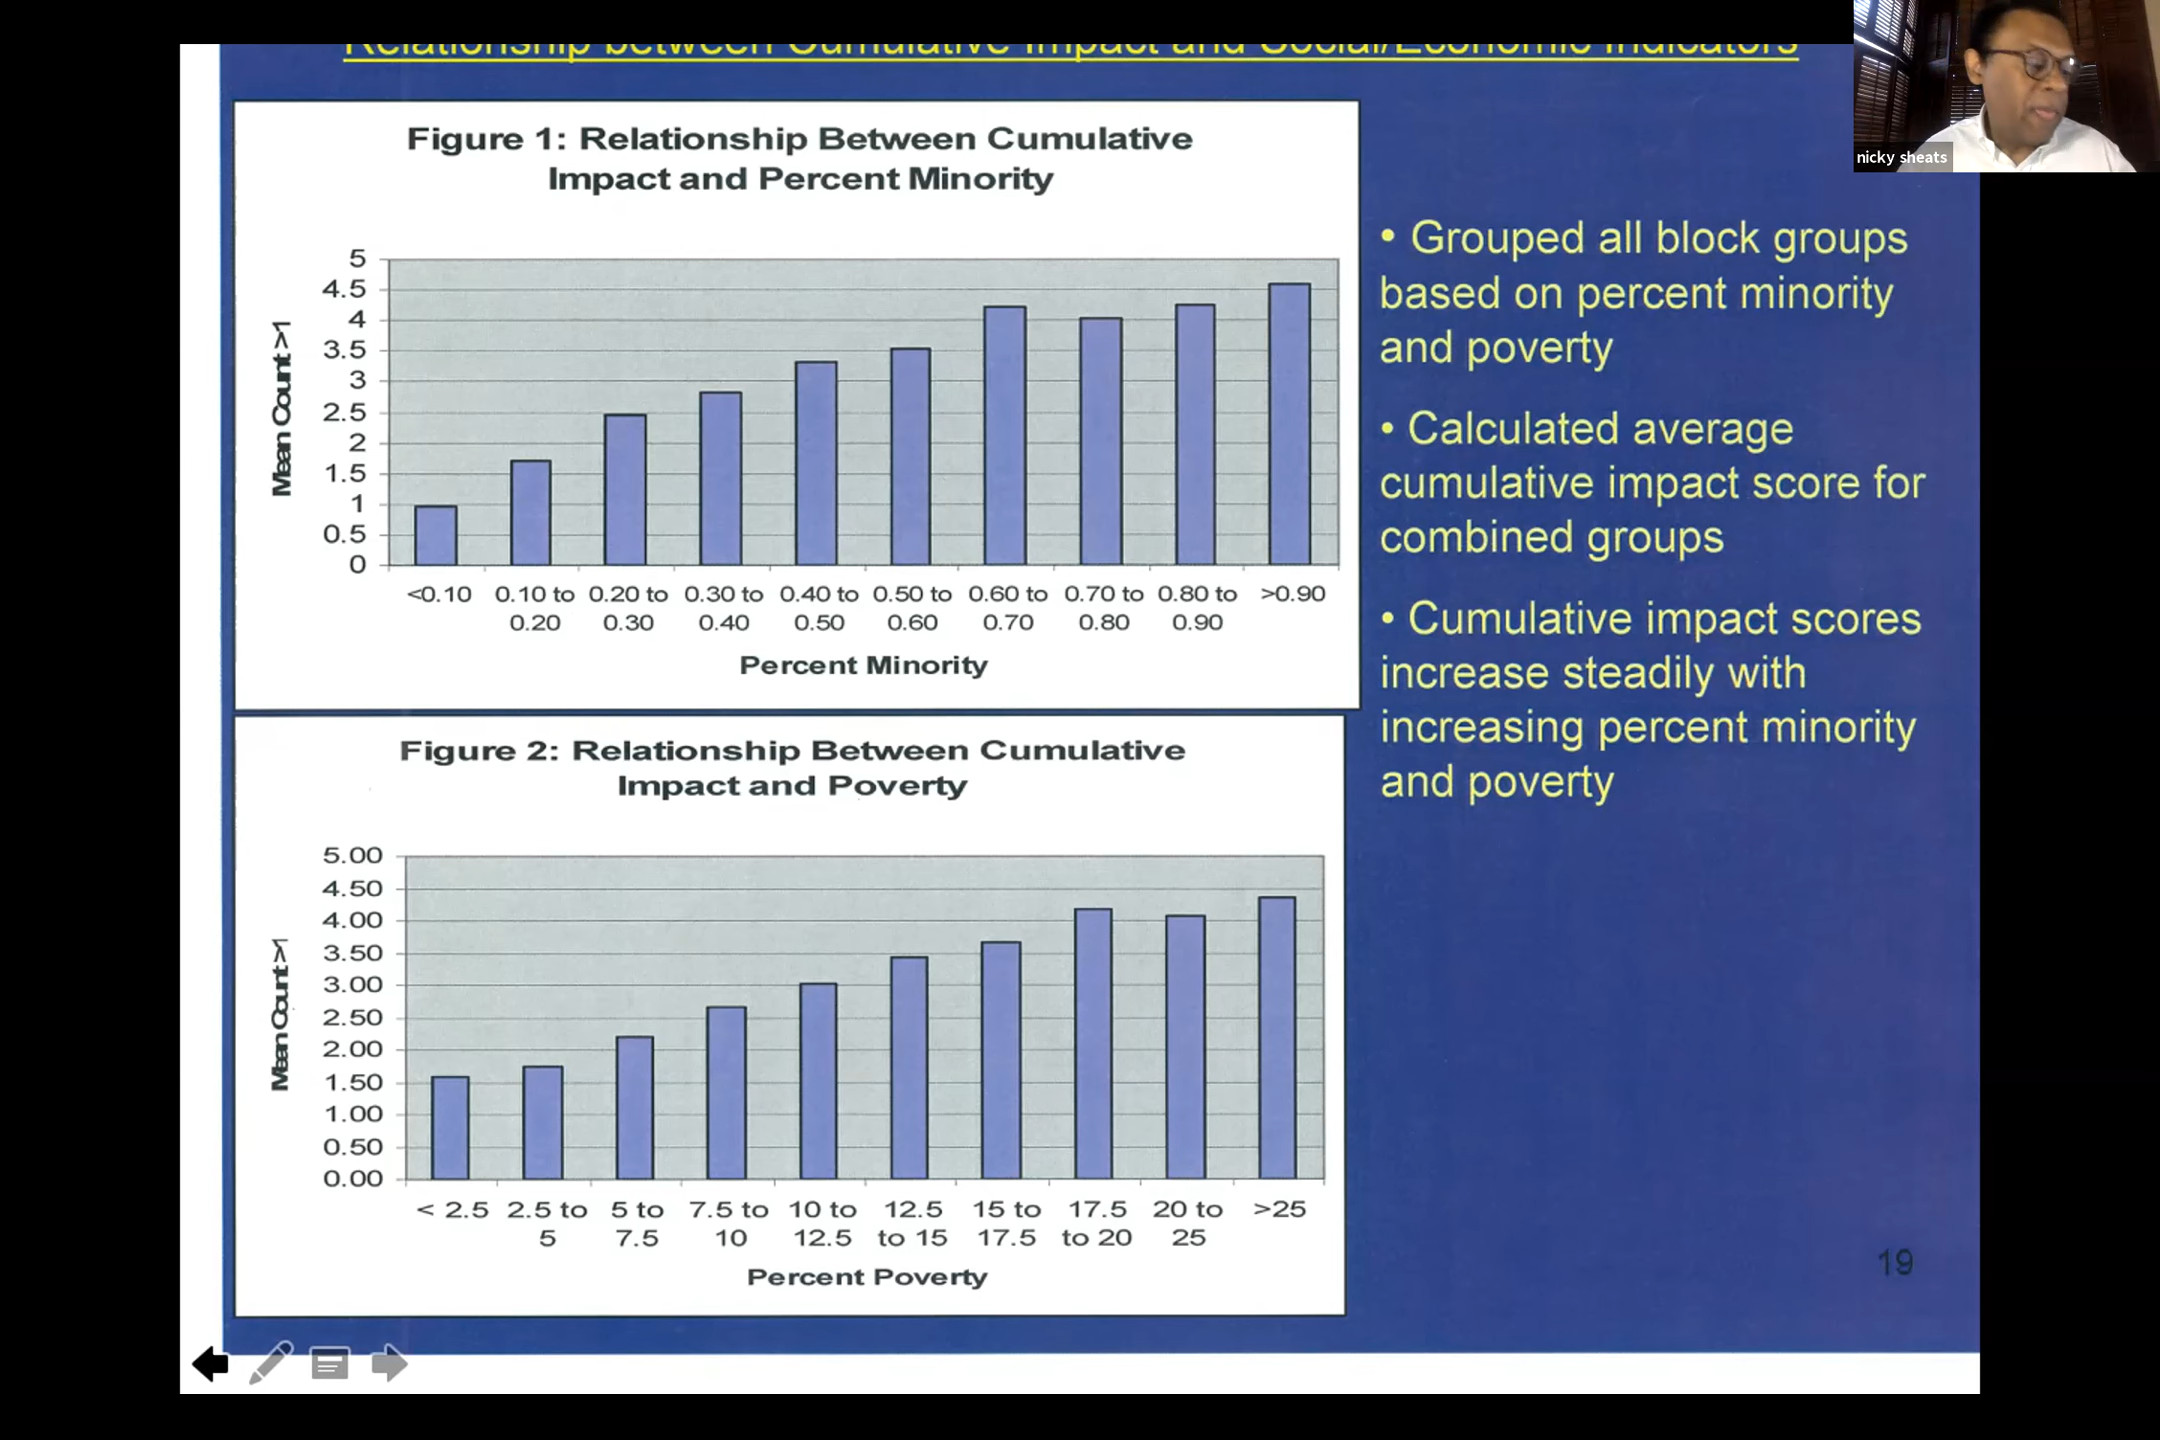 Relationship between Cumulative Impact and Social/Economic Indicators
nicky sheats
Figure 1: Relationship Between Cumulative
Impact and Percent Minority
Mean Count >1
5
4.5
4
3.5
3
2.5
2
1.5
1
0.5
0
<0.10 0.10 to 0.20 to 0.30 to 0.40 to 0.50 to 0.60 to 0.70 to 0.80 to >0.90
0.20 0.30 0.40 0.50 0.60 0.70 0.80 0.90
Percent Minority
• Grouped all block groups
based on percent minority
and poverty
• Calculated average
cumulative impact score for
combined groups
• Cumulative impact scores
increase steadily with
increasing percent minority
and poverty
Figure 2: Relationship Between Cumulative
Impact and Poverty
Mean Count >1
5.00
4.50
4.00
3.50
3.00
2.50
2.00
1.50
1.00
0.50
0.00
< 2.5 2.5 to 5 to 7.5 to 10 to 12.5 15 to 17.5 20 to >25
5 7.5 10 12.5 to 15 17.5 to 20 25
Percent Poverty
19